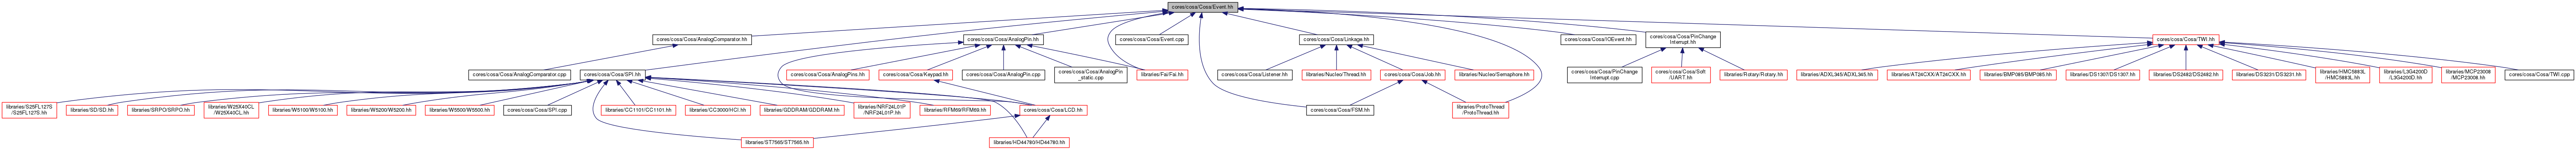 cores/cosa/Cosa/Event.hh
cores/cosa/Cosa/AnalogComparator.hh
cores/cosa/Cosa/AnalogPin.hh
cores/cosa/Cosa/Event.cpp
cores/cosa/Cosa/Linkage.hh
cores/cosa/Cosa/IOEvent.hh
cores/cosa/Cosa/PinChange
Interrupt.hh
cores/cosa/Cosa/TWI.hh
cores/cosa/Cosa/AnalogComparator.cpp
cores/cosa/Cosa/SPI.hh
cores/cosa/Cosa/AnalogPins.hh
cores/cosa/Cosa/Keypad.hh
cores/cosa/Cosa/AnalogPin.cpp
cores/cosa/Cosa/AnalogPin
_static.cpp
libraries/Fai/Fai.hh
cores/cosa/Cosa/Listener.hh
libraries/Nucleo/Thread.hh
cores/cosa/Cosa/Job.hh
libraries/Nucleo/Semaphore.hh
cores/cosa/Cosa/PinChange
Interrupt.cpp
cores/cosa/Cosa/Soft
/UART.hh
libraries/Rotary/Rotary.hh
libraries/ADXL345/ADXL345.hh
libraries/AT24CXX/AT24CXX.hh
libraries/BMP085/BMP085.hh
libraries/DS1307/DS1307.hh
libraries/DS2482/DS2482.hh
libraries/DS3231/DS3231.hh
libraries/HMC5883L
/HMC5883L.hh
libraries/L3G4200D
/L3G4200D.hh
libraries/MCP23008
/MCP23008.hh
cores/cosa/Cosa/TWI.cpp
libraries/S25FL127S
/S25FL127S.hh
libraries/SD/SD.hh
libraries/SRPO/SRPO.hh
libraries/W25X40CL
/W25X40CL.hh
libraries/W5100/W5100.hh
libraries/W5200/W5200.hh
libraries/W5500/W5500.hh
cores/cosa/Cosa/SPI.cpp
libraries/CC1101/CC1101.hh
libraries/CC3000/HCI.hh
libraries/GDDRAM/GDDRAM.hh
libraries/NRF24L01P
/NRF24L01P.hh
libraries/RFM69/RFM69.hh
cores/cosa/Cosa/LCD.hh
cores/cosa/Cosa/FSM.hh
libraries/ProtoThread
/ProtoThread.hh
libraries/ST7565/ST7565.hh
libraries/HD44780/HD44780.hh